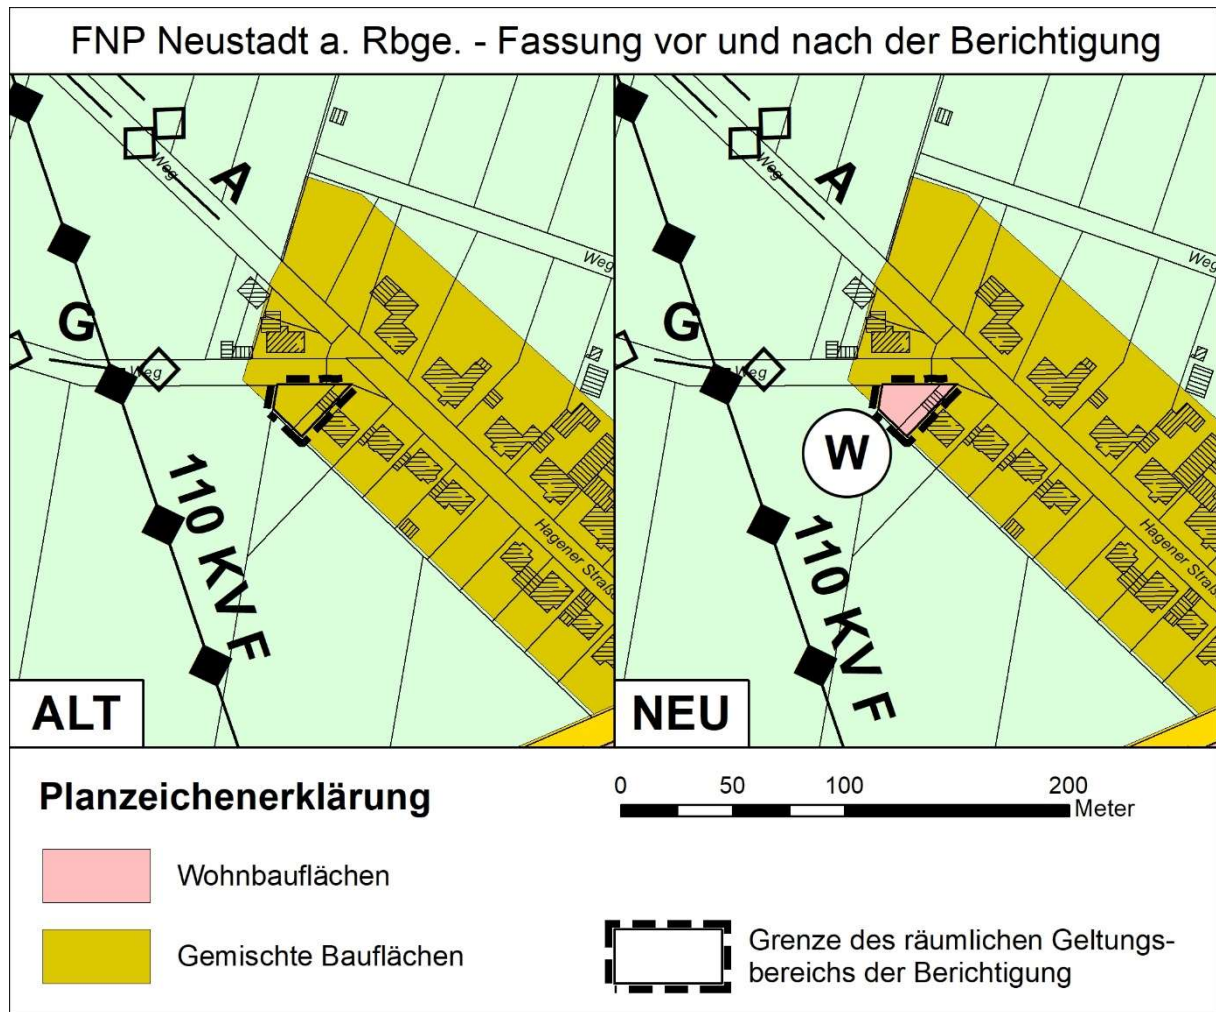 FNP Neustadt a. Rbge. - Fassung vor und nach der Berichtigung
Weg
A
Weg
G
Weg
110 KV F
Hagener Straß
ALT
Weg
A
Weg
G
Weg
W
110 KV F
Hagener Straß
NEU
Planzeichenerklärung
0 50 100 200
Meter
Wohnbauflächen
Gemischte Bauflächen
Grenze des räumlichen Geltungs-
bereichs der Berichtigung